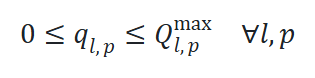 0 ≤ q_{l,p} ≤ Q_{l,p}^{max} ∀l, p